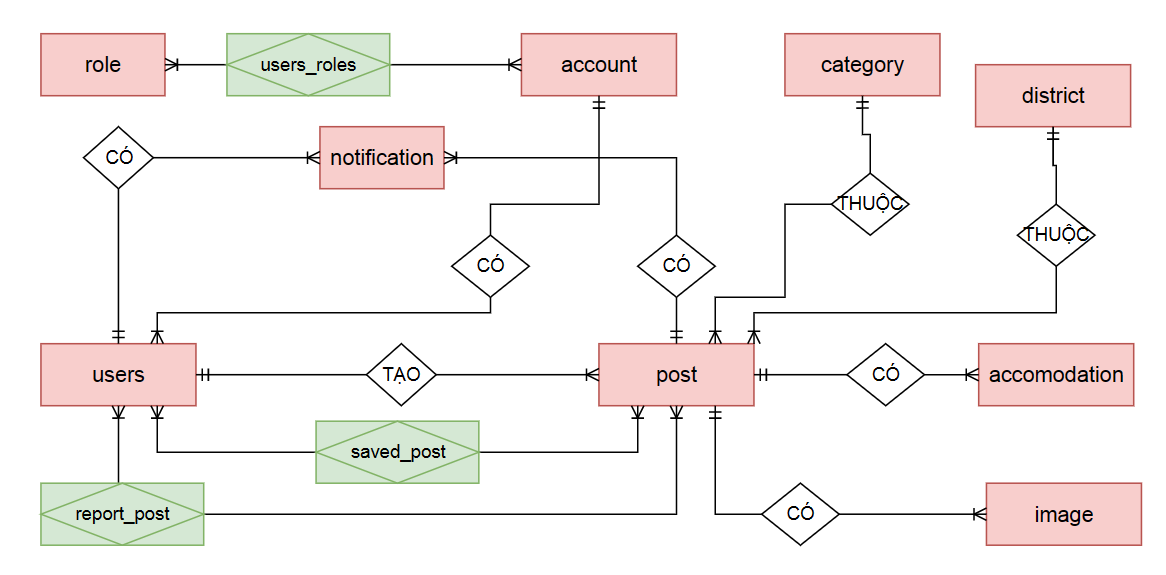 role
users_roles
account
category
district
CÓ
notification
THUỘC
THUỘC
CÓ
CÓ
users
TẠO
post
CÓ
accomodation
saved_post
report_post
CÓ
image